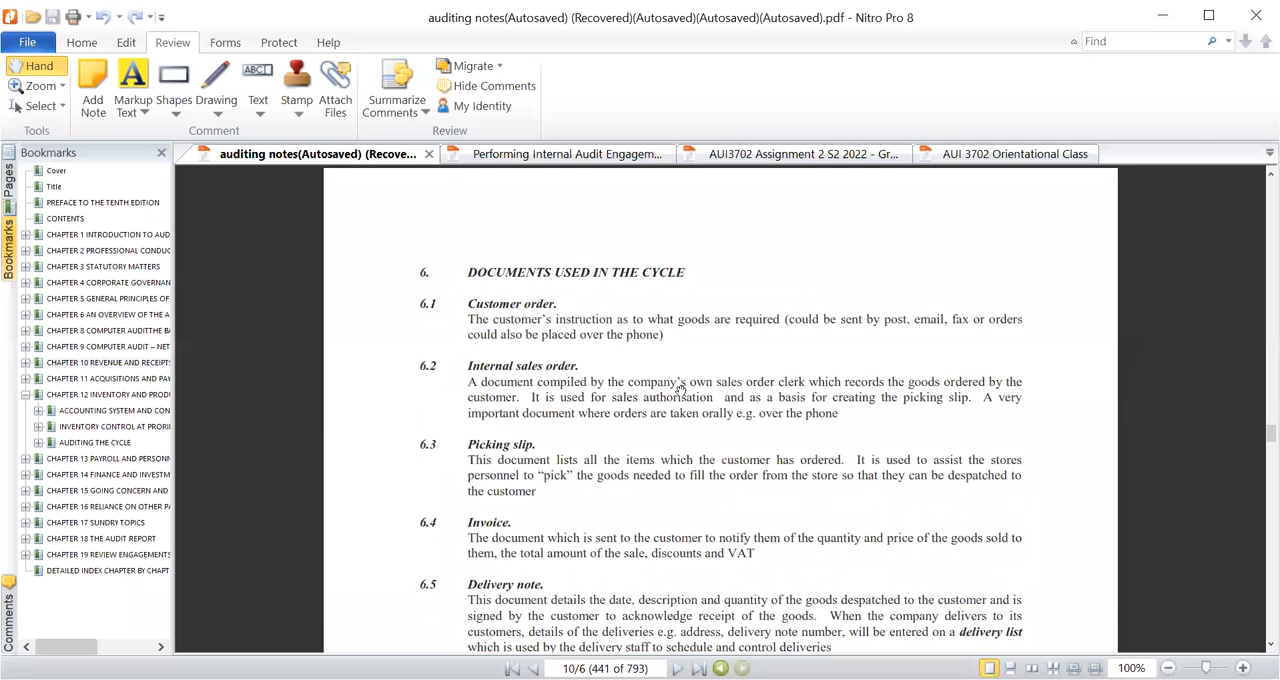 auditing notes(Autosaved) (Recovered)(Autosaved)(Autosaved)(Autosaved).pdf - Nitro Pro 8
File Home Edit Review Forms Protect Help
Find
Hand
Zoom
Select
Tools
Add Note
Markup Text
Shapes
Drawing
Text
Stamp
Attach Files
Comment
Summarize Comments
Migrate
Hide Comments
My Identity
Review
Pages
Bookmarks
Comments
Bookmarks
auditing notes(Autosaved) (Recove...
Performing Internal Audit Engagem...
AUI3702 Assignment 2 S2 2022 - Gr...
AUI 3702 Orientational Class
Cover
Title
PREFACE TO THE TENTH EDITION
CONTENTS
CHAPTER 1 INTRODUCTION TO AUD
CHAPTER 2 PROFESSIONAL CONDUC
CHAPTER 3 STATUTORY MATTERS
CHAPTER 4 CORPORATE GOVERNAN
CHAPTER 5 GENERAL PRINCIPLES OF
CHAPTER 6 AN OVERVIEW OF THE A
CHAPTER 8 COMPUTER AUDITTHE BA
CHAPTER 9 COMPUTER AUDIT – NET
CHAPTER 10 REVENUE AND RECEIPT
CHAPTER 11 ACQUISITIONS AND PAY
CHAPTER 12 INVENTORY AND PROD
ACCOUNTING SYSTEM AND CON
INVENTORY CONTROL AT
AUDITING THE CYCLE
CHAPTER 13 PAYROLL AND PERSONN
CHAPTER 14 FINANCE AND INVESTM
CHAPTER 15 GOING CONCERN AND
CHAPTER 16 RELIANCE ON OTHER PA
CHAPTER 17 SUNDRY TOPICS
CHAPTER 18 THE AUDIT REPORT
CHAPTER 19 REVIEW ENGAGEMENTS
DETAILED INDEX CHAPTER BY CHAPT
6. DOCUMENTS USED IN THE CYCLE
6.1 Customer order.
The customer's instruction as to what goods are required (could be sent by post, email, fax or orders
could also be placed over the phone)
6.2 Internal sales order.
A document compiled by the company's own sales order clerk which records the goods ordered by the
customer. It is used for sales authorisation and as a basis for creating the picking slip. A very
important document where orders are taken orally e.g. over the phone
6.3 Picking slip.
This document lists all the items which the customer has ordered. It is used to assist the stores
personnel to “pick” the goods needed to fill the order from the store so that they can be despatched to
the customer
6.4 Invoice.
The document which is sent to the customer to notify them of the quantity and price of the goods sold to
them, the total amount of the sale, discounts and VAT
6.5 Delivery note.
This document details the date, description and quantity of the goods despatched to the customer and is
signed by the customer to acknowledge receipt of the goods. When the company delivers to its
customers, details of the deliveries e.g. address, delivery note number, will be entered on a delivery list
which is used by the delivery staff to schedule and control deliveries
10/6 (441 of 793)
100%